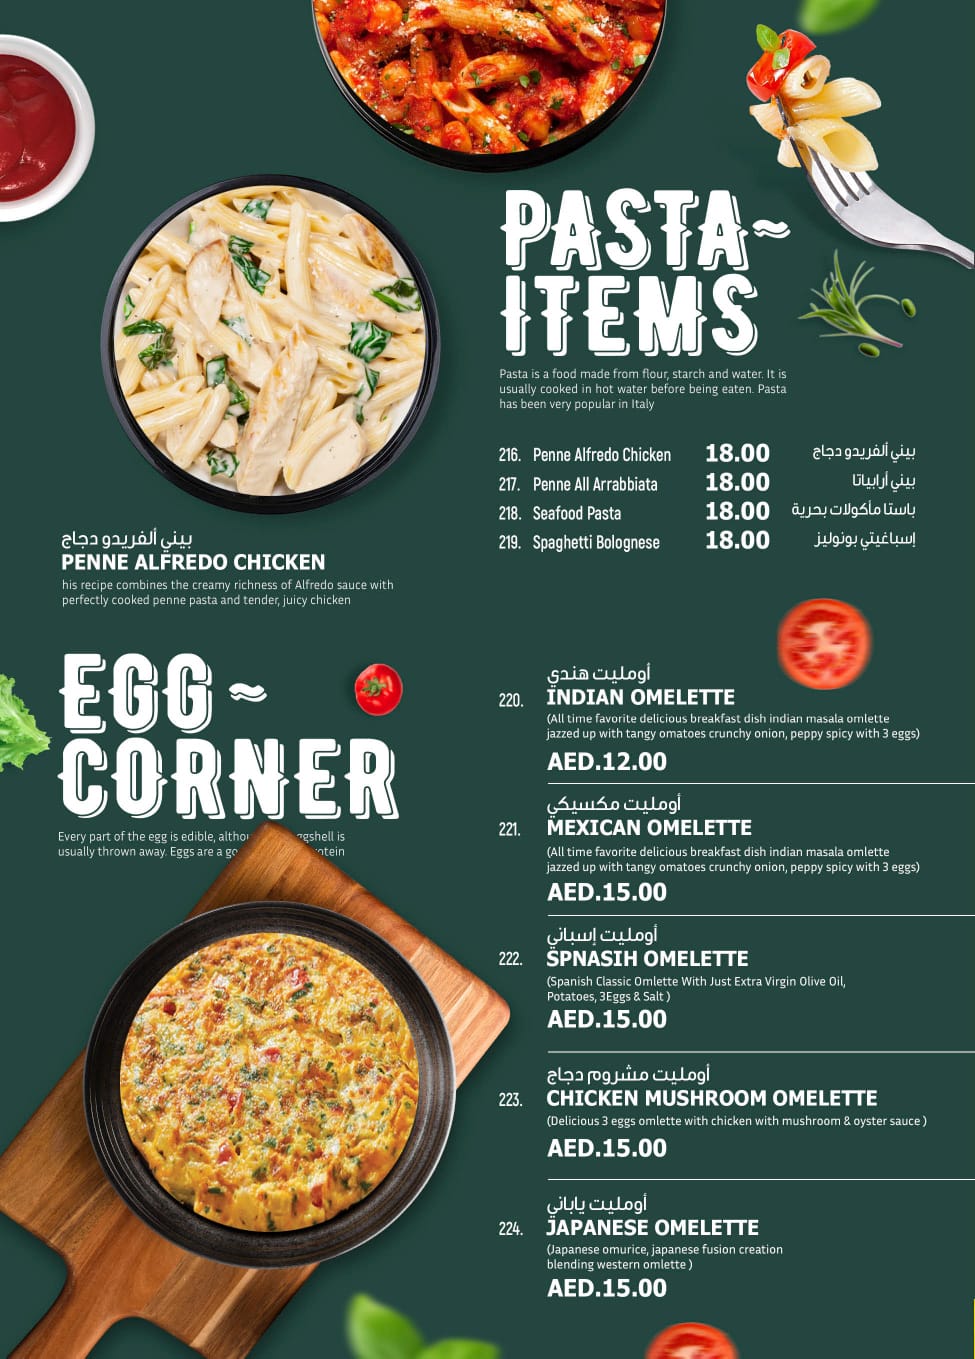 PASTA~
ITEMS
Pasta is a food made from flour, starch and water. It is
usually cooked in hot water before being eaten. Pasta
has been very popular in Italy
216. Penne Alfredo Chicken 18.00 بيني ألفريدو دجاج
217. Penne All Arrabbiata 18.00 بيني أرابياتا
218. Seafood Pasta 18.00 باستا مأكولات بحرية
219. Spaghetti Bolognese 18.00 إسباغيتي بونوليز
بيني ألفريدو دجاج
PENNE ALFREDO CHICKEN
his recipe combines the creamy richness of Alfredo sauce with
perfectly cooked penne pasta and tender, juicy chicken
EGG~
CORNER
Every part of the egg is edible, althou ggshell is
usually thrown away. Eggs are a go otein
أومليت هندي
220. INDIAN OMELETTE
(All time favorite delicious breakfast dish indian masala omlette
jazzed up with tangy omatoes crunchy onion, peppy spicy with 3 eggs)
AED.12.00
أومليت مكسيكي
221. MEXICAN OMELETTE
(All time favorite delicious breakfast dish indian masala omlette
jazzed up with tangy omatoes crunchy onion, peppy spicy with 3 eggs)
AED.15.00
أومليت إسباني
222. SPNASIH OMELETTE
(Spanish Classic Omlette With Just Extra Virgin Olive Oil,
Potatoes, 3Eggs & Salt )
AED.15.00
أومليت مشروم دجاج
223. CHICKEN MUSHROOM OMELETTE
(Delicious 3 eggs omlette with chicken with mushroom & oyster sauce )
AED.15.00
أومليت ياباني
224. JAPANESE OMELETTE
(Japanese omurice, japanese fusion creation
blending western omlette )
AED.15.00